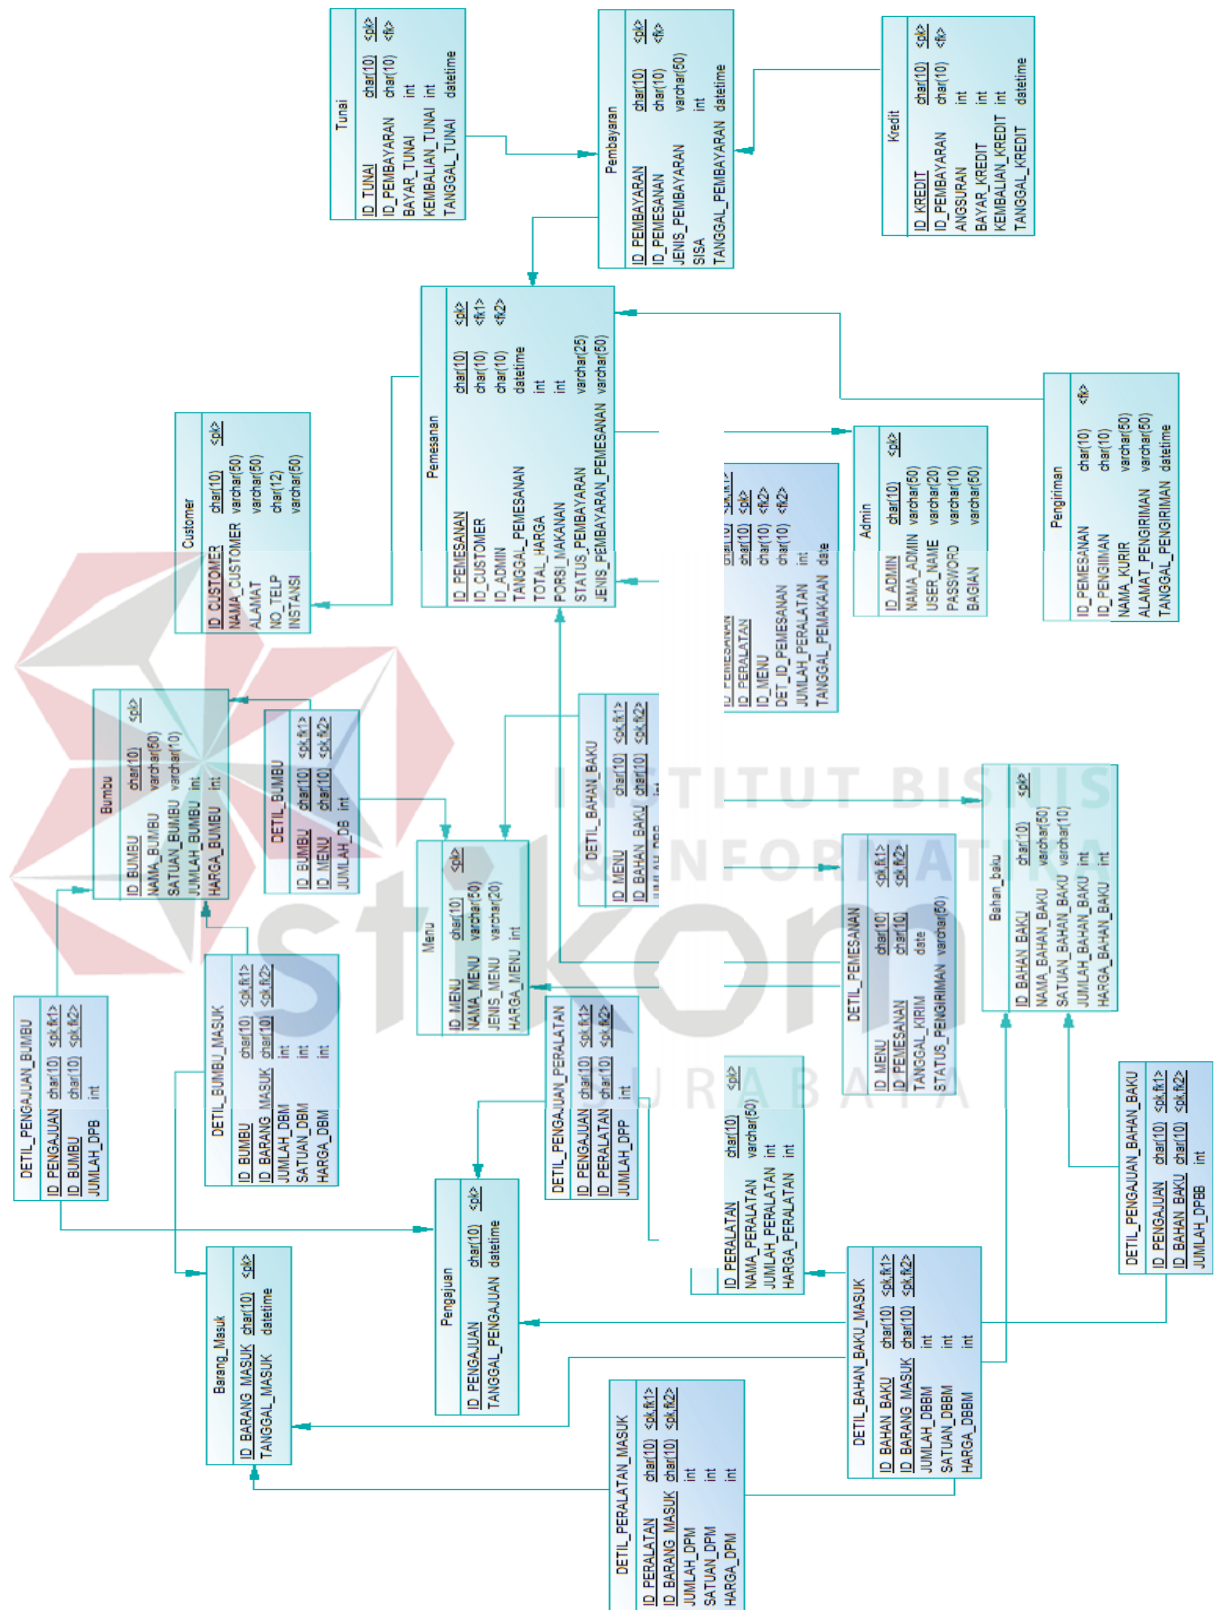 Tunai
ID_TUNAI char(10) <pk>
ID_PEMBAYARAN char(10) <fk>
BAYAR_TUNAI int
KEMBALIAN_TUNAI int
TANGGAL_TUNAI datetime
Pembayaran
ID_PEMBAYARAN char(10) <pk>
ID_PEMESANAN char(10) <fk>
JENIS_PEMBAYARAN varchar(50)
SISA int
TANGGAL_PEMBAYARAN datetime
Kredit
ID_KREDIT char(10) <pk>
ID_PEMBAYARAN char(10) <fk>
ANGSURAN int
BAYAR_KREDIT int
KEMBALIAN_KREDIT int
TANGGAL_KREDIT datetime
Customer
ID_CUSTOMER char(10) <pk>
NAMA_CUSTOMER varchar(50)
ALAMAT varchar(50)
NO_TELP char(12)
INSTANSI varchar(50)
Pemesanan
ID_PEMESANAN char(10) <pk>
ID_CUSTOMER char(10) <fk1>
ID_ADMIN char(10) <fk2>
TANGGAL_PEMESANAN datetime
TOTAL_HARGA int
PORSI_MAKANAN int
STATUS_PEMBAYARAN varchar(25)
JENIS_PEMBAYARAN_PEMESANAN varchar(50)
ID_PEMESANAN char(10) <pk,fk1>
ID_PERALATAN char(10) <pk>
ID_MENU char(10) <fk2>
DET_ID_PEMESANAN char(10) <fk2>
JUMLAH_PERALATAN int
TANGGAL_PEMAKAIAN date
Admin
ID_ADMIN char(10) <pk>
NAMA_ADMIN varchar(50)
USER_NAME varchar(20)
PASSWORD varchar(10)
BAGIAN varchar(50)
Pengiriman
ID_PEMESANAN char(10) <fk>
ID_PENGIIMAN char(10)
NAMA_KURIR varchar(50)
ALAMAT_PENGIRIMAN varchar(50)
TANGGAL_PENGIRIMAN datetime
Bumbu
ID_BUMBU char(10) <pk>
NAMA_BUMBU varchar(50)
SATUAN_BUMBU varchar(10)
JUMLAH_BUMBU int
HARGA_BUMBU int
DETIL_BUMBU
ID_BUMBU char(10) <pk,fk1>
ID_MENU char(10) <pk,fk2>
JUMLAH_DB int
Menu
ID_MENU char(10) <pk>
NAMA_MENU varchar(50)
JENIS_MENU varchar(20)
HARGA_MENU int
DETIL_BAHAN_BAKU
ID_MENU char(10) <pk,fk1>
ID_BAHAN_BAKU char(10) <pk,fk2>
DETIL_PEMESANAN
ID_MENU char(10) <pk,fk1>
ID_PEMESANAN char(10) <pk,fk2>
TANGGAL_KIRIM date
STATUS_PENGIRIMAN varchar(50)
Bahan_baku
ID_BAHAN_BAKU char(10) <pk>
NAMA_BAHAN_BAKU varchar(50)
SATUAN_BAHAN_BAKU varchar(10)
JUMLAH_BAHAN_BAKU int
HARGA_BAHAN_BAKU int
DETIL_PENGAJUAN_BUMBU
ID_PENGAJUAN char(10) <pk,fk1>
ID_BUMBU char(10) <pk,fk2>
JUMLAH_DPB int
DETIL_BUMBU_MASUK
ID_BUMBU char(10) <pk,fk1>
ID_BARANG_MASUK char(10) <pk,fk2>
JUMLAH_DBM int
SATUAN_DBM int
HARGA_DBM int
DETIL_PENGAJUAN_PERALATAN
ID_PENGAJUAN char(10) <pk,fk1>
ID_PERALATAN char(10) <pk,fk2>
JUMLAH_DPP int
ID_PERALATAN char(10) <pk>
NAMA_PERALATAN varchar(50)
JUMLAH_PERALATAN int
HARGA_PERALATAN int
DETIL_PENGAJUAN_BAHAN_BAKU
ID_PENGAJUAN char(10) <pk,fk1>
ID_BAHAN_BAKU char(10) <pk,fk2>
JUMLAH_DPBB int
Barang_Masuk
ID_BARANG_MASUK char(10) <pk>
TANGGAL_MASUK datetime
Pengajuan
ID_PENGAJUAN char(10) <pk>
TANGGAL_PENGAJUAN datetime
DETIL_PERALATAN_MASUK
ID_PERALATAN char(10) <pk,fk1>
ID_BARANG_MASUK char(10) <pk,fk2>
JUMLAH_DPM int
SATUAN_DPM int
HARGA_DPM int
DETIL_BAHAN_BAKU_MASUK
ID_BAHAN_BAKU char(10) <pk,fk1>
ID_BARANG_MASUK char(10) <pk,fk2>
JUMLAH_DBBM int
SATUAN_DBBM int
HARGA_DBBM int
INSTITUT BISNIS
& INFORMATIKA
stikom
SURABAYA